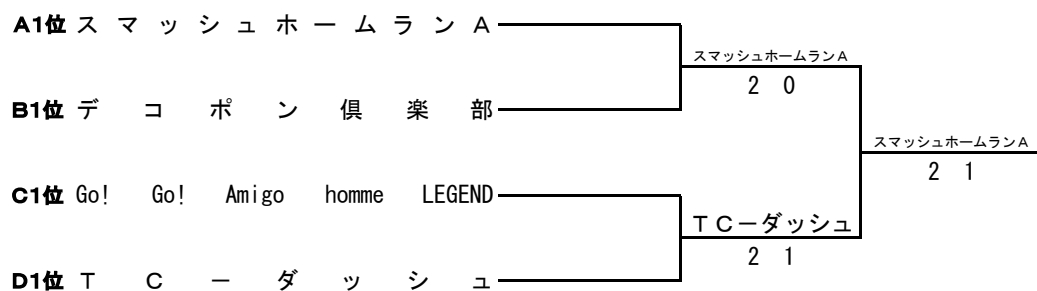 A1位 スマッシュホームランA
スマッシュホームランA
2 0
B1位 デコポン倶楽部
スマッシュホームランA
2 1
C1位 Go! Go! Amigo homme LEGEND
TCーダッシュ
2 1
D1位 TCーダッシュ